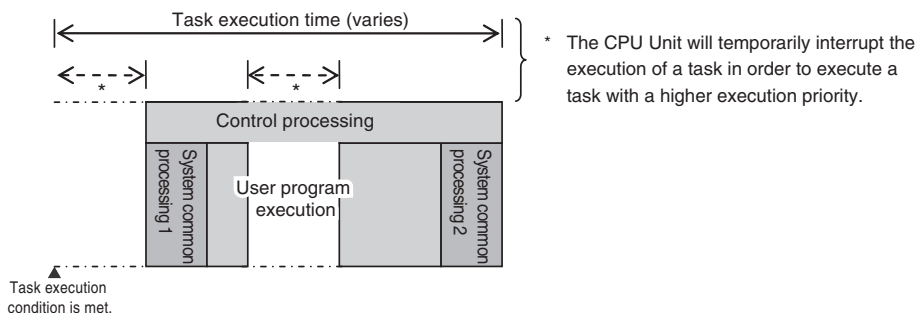 Task execution time (varies)
* The CPU Unit will temporarily interrupt the
execution of a task in order to execute a
task with a higher execution priority.
*
*
Control processing
System common
processing 1
User program
execution
System common
processing 2
Task execution
condition is met.